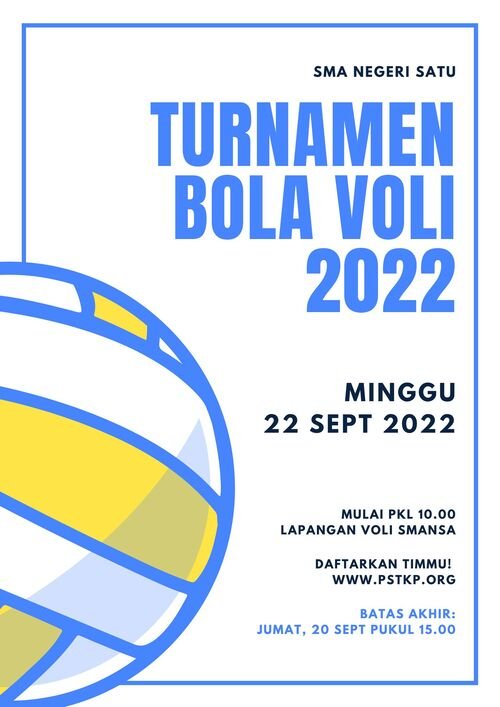 SMA NEGERI SATU
TURNAMEN
BOLA VOLI
2022
MINGGU
22 SEPT 2022
MULAI PKL 10.00
LAPANGAN VOLI SMANSA
DAFTARKAN TIMMU!
WWW.PSTKP.ORG
BATAS AKHIR:
JUMAT, 20 SEPT PUKUL 15.00